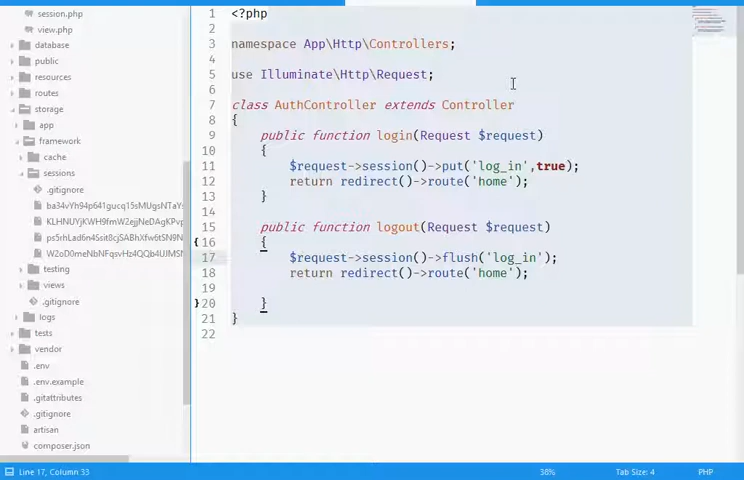 session.php
view.php
database
public
resources
routes
storage
app
framework
cache
sessions
.gitignore
testing
views
.gitignore
logs
tests
vendor
.env
.env.example
.gitattributes
.gitignore
artisan
composer.json
1 <?php
2
3 namespace App\Http\Controllers;
4
5 use Illuminate\Http\Request;
6
7 class AuthController extends Controller
8 {
9 public function login(Request $request)
10 {
11 $request->session()->put('log_in',true);
12 return redirect()->route('home');
13 }
14
15 public function logout(Request $request)
{16 {
17 $request->session()->flush('log_in');
18 return redirect()->route('home');
19
}20 }
21 }
22
Line 17, Column 33 38% Tab Size: 4 PHP